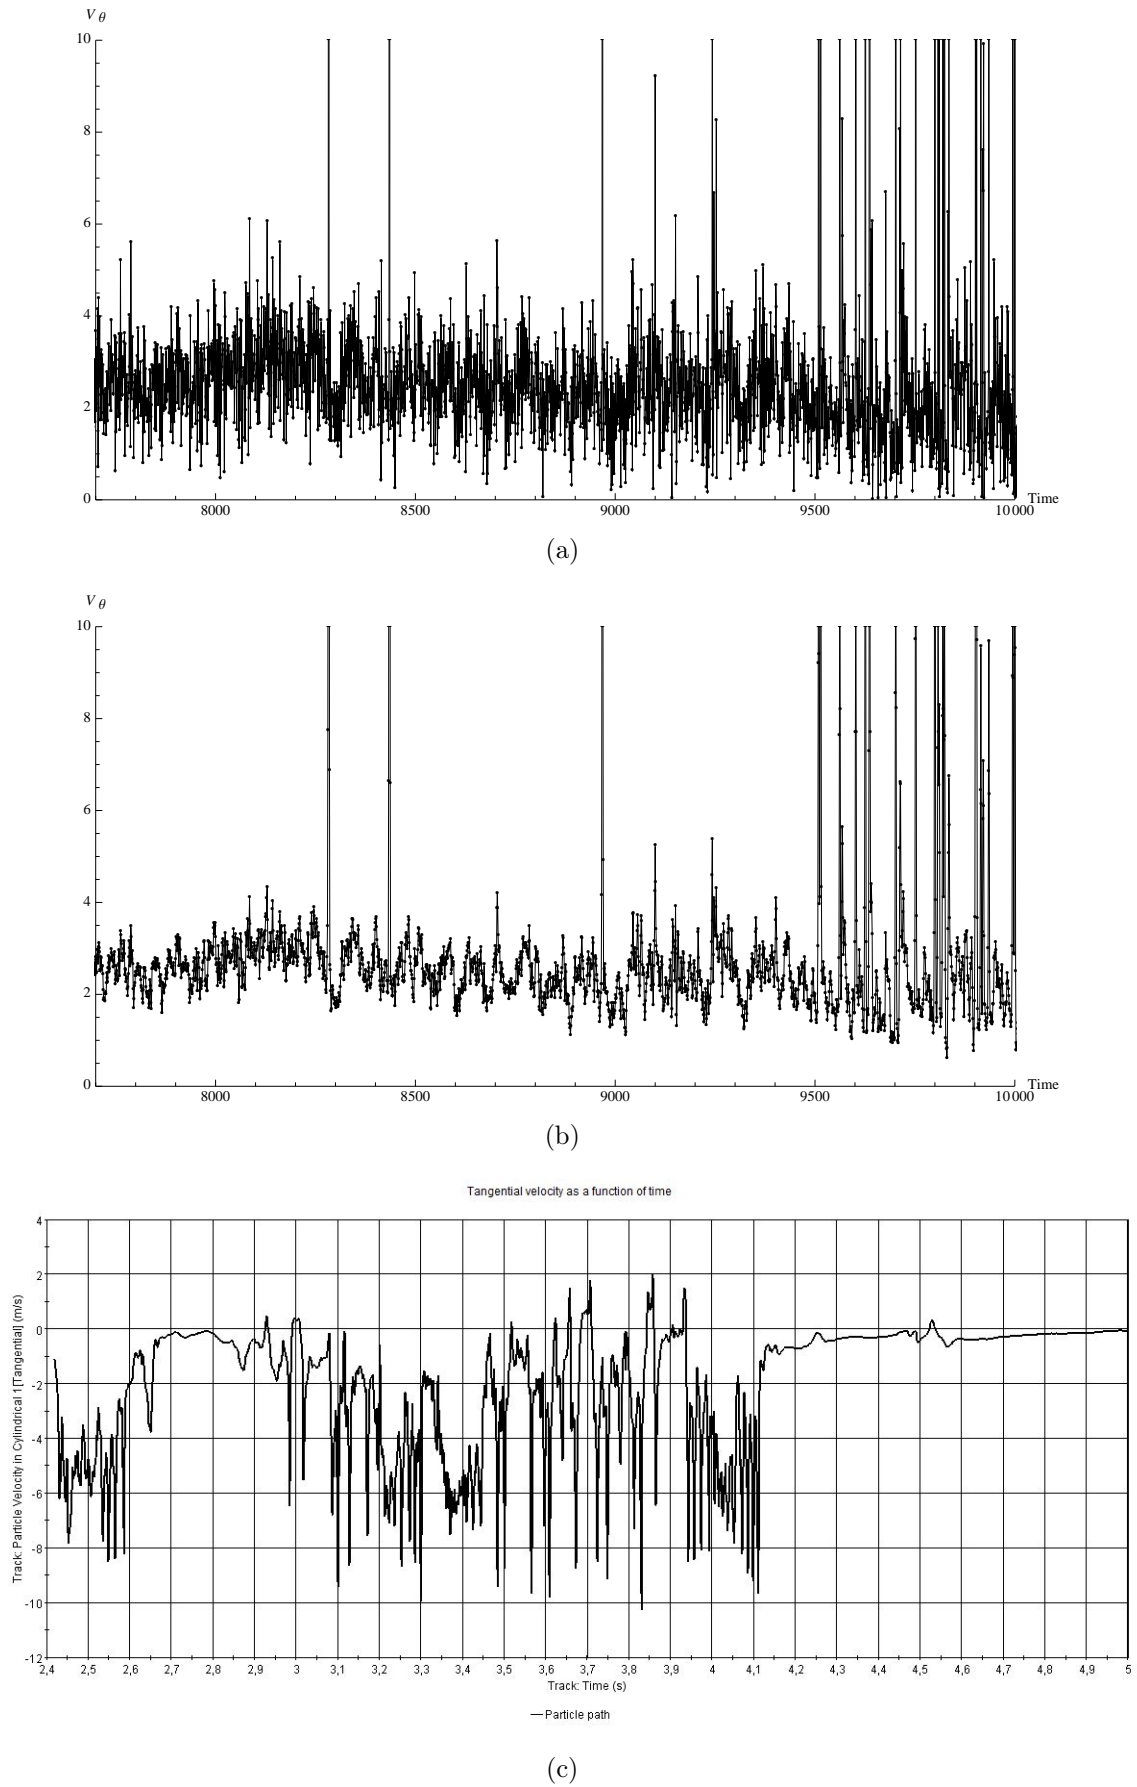 V θ
10
8
6
4
2
0
8000 8500 9000 9500 10 000 Time
(a)
V θ
10
8
6
4
2
0
8000 8500 9000 9500 10 000 Time
(b)
Tangential velocity as a function of time
Track: Particle Velocity in Cylindrical 1[Tangential] (m/s)
4
2
0
-2
-4
-6
-8
-10
-12
2,4 2,5 2,6 2,7 2,8 2,9 3 3,1 3,2 3,3 3,4 3,5 3,6 3,7 3,8 3,9 4 4,1 4,2 4,3 4,4 4,5 4,6 4,7 4,8 4,9 5
Track: Time (s)
Particle path
(c)